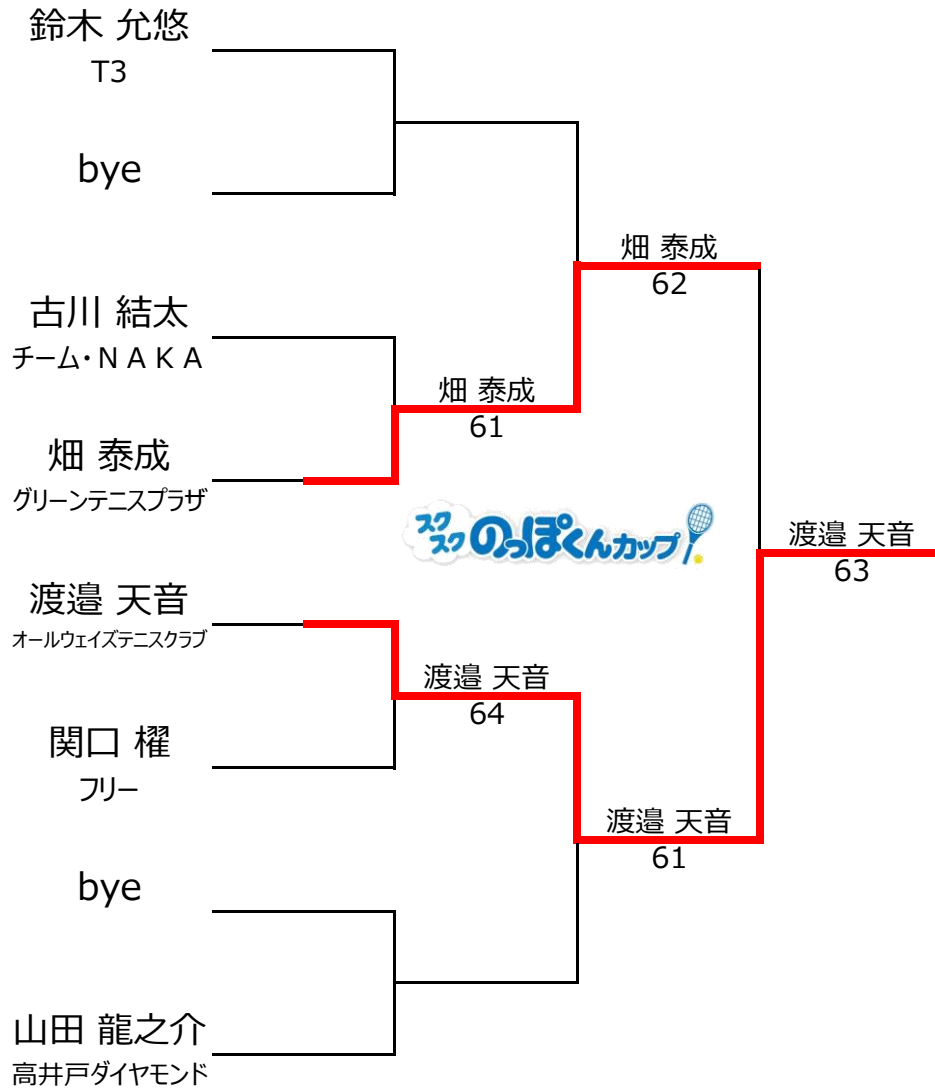 鈴木 允悠
T3
bye
畑 泰成
62
古川 結太
チーム・ＮＡＫＡ
畑 泰成
61
畑 泰成
グリーンテニスプラザ
スクスクのっぽくんカップ
渡邉 天音
63
渡邉 天音
オールウェイズテニスクラブ
渡邉 天音
64
関口 櫂
フリー
渡邉 天音
61
bye
山田 龍之介
高井戸ダイヤモンド